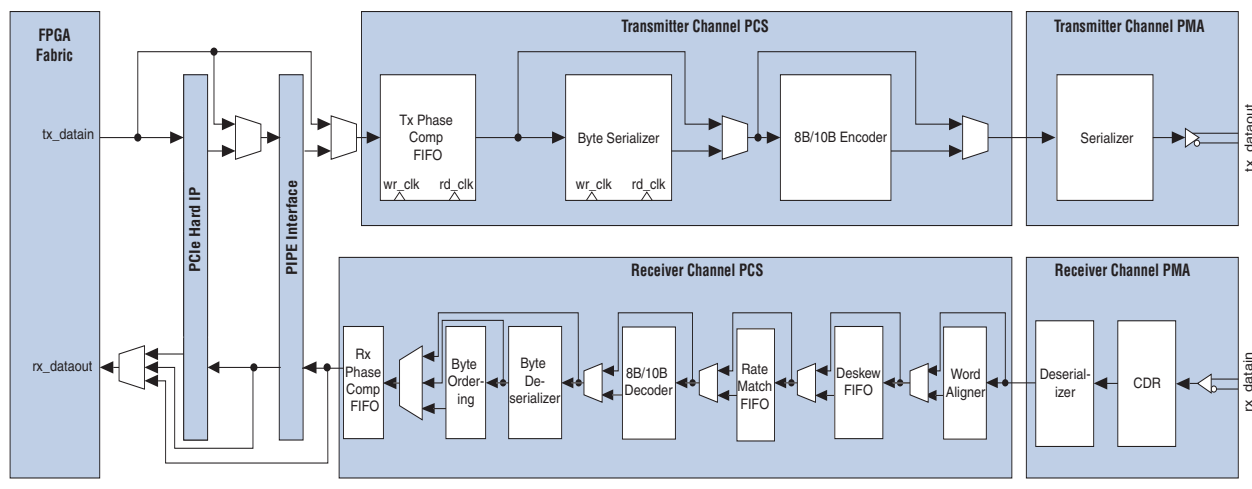 FPGA
Fabric
Transmitter Channel PCS
Transmitter Channel PMA
tx_datain
PCIe Hard IP
PIPE Interface
Tx Phase
Comp
FIFO
wr_clk
rd_clk
Byte Serializer
wr_clk
rd_clk
8B/10B Encoder
Serializer
tx_dataout
Receiver Channel PCS
Receiver Channel PMA
rx_dataout
Rx
Phase
Comp
FIFO
Byte
Order-
ing
Byte
De-
serializer
8B/10B
Decoder
Rate
Match
FIFO
Deskew
FIFO
Word
Aligner
Deserial-
izer
CDR
rx_datain